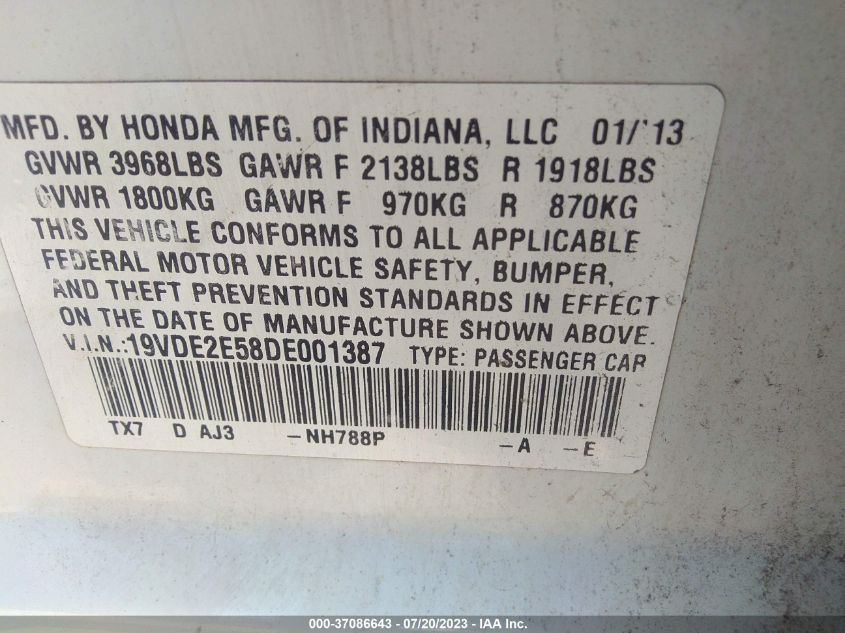 MFD. BY HONDA MFG. OF INDIANA, LLC 01/'13
GVWR 3968LBS GAWR F 2138LBS R 1918LBS
GVWR 1800KG GAWR F 970KG R 870KG
THIS VEHICLE CONFORMS TO ALL APPLICABLE
FEDERAL MOTOR VEHICLE SAFETY, BUMPER,
AND THEFT PREVENTION STANDARDS IN EFFECT
ON THE DATE OF MANUFACTURE SHOWN ABOVE.
V.I.N.:19VDE2E58DE001387 TYPE: PASSENGER CAR
TX7 D AJ3 -NH788P -A -E
000-37086643 / 07/20/2023 - IAA Inc.